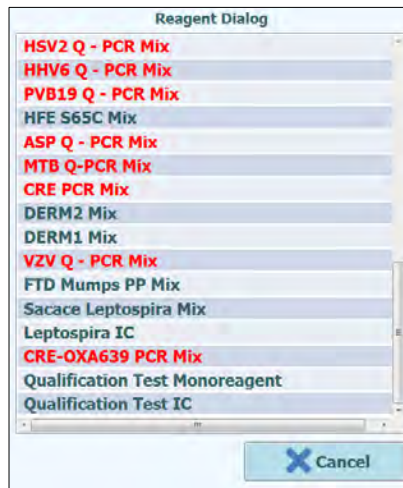 Reagent Dialog
HSV2 Q - PCR Mix
HHV6 Q - PCR Mix
PVB19 Q - PCR Mix
HFE S65C Mix
ASP Q - PCR Mix
MTB Q-PCR Mix
CRE PCR Mix
DERM2 Mix
DERM1 Mix
VZV Q - PCR Mix
FTD Mumps PP Mix
Sacace Leptospira Mix
Leptospira IC
CRE-OXA639 PCR Mix
Qualification Test Monoreagent
Qualification Test IC
Cancel